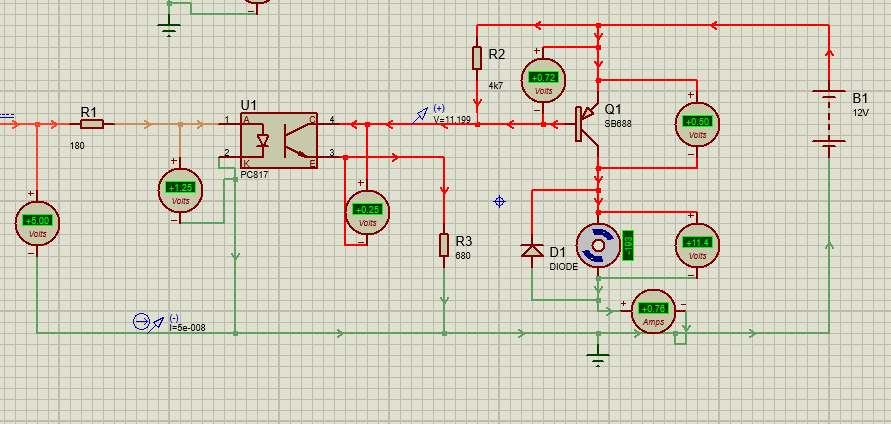 R1
180
+5.00
Volts
+1.25
Volts
U1
A
C
K
E
1
2
4
3
PC817
+0.25
Volts
(+)
V=11.199
R2
4k7
+0.72
Volts
Q1
SB688
+0.50
Volts
B1
12V
R3
680
D1
DIODE
+11.4
Volts
+0.76
Amps
(-)
I=5e-008